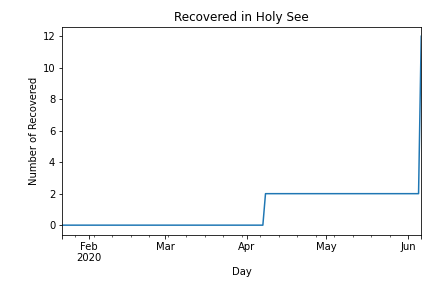 Recovered in Holy See
Number of Recovered
12
10
8
6
4
2
0
Feb
2020
Mar
Apr
May
Jun
Day